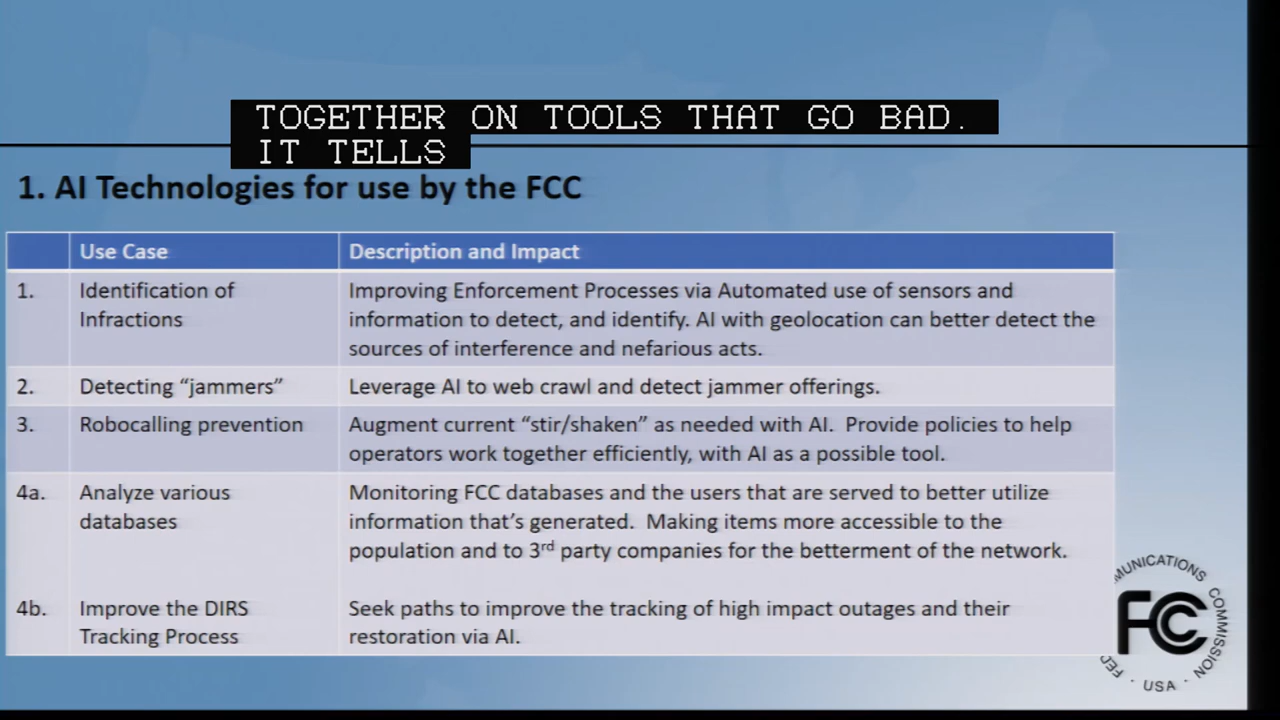 TOGETHER ON TOOLS THAT GO BAD.
IT TELLS
1. AI Technologies for use by the FCC
Use Case Description and Impact
1. Identification of Infractions
Improving Enforcement Processes via Automated use of sensors and
information to detect, and identify. AI with geolocation can better detect the
sources of interference and nefarious acts.
2. Detecting “jammers” Leverage AI to web crawl and detect jammer offerings.
3. Robocalling prevention
Augment current “stir/shaken” as needed with AI. Provide policies to help
operators work together efficiently, with AI as a possible tool.
4a. Analyze various
databases
Monitoring FCC databases and the users that are served to better utilize
information that’s generated. Making items more accessible to the
population and to 3rd party companies for the betterment of the network.
4b. Improve the DIRS
Tracking Process
Seek paths to improve the tracking of high impact outages and their
restoration via AI.
FCC
MUNICATIONS COMMISSION
FED
· USA ·